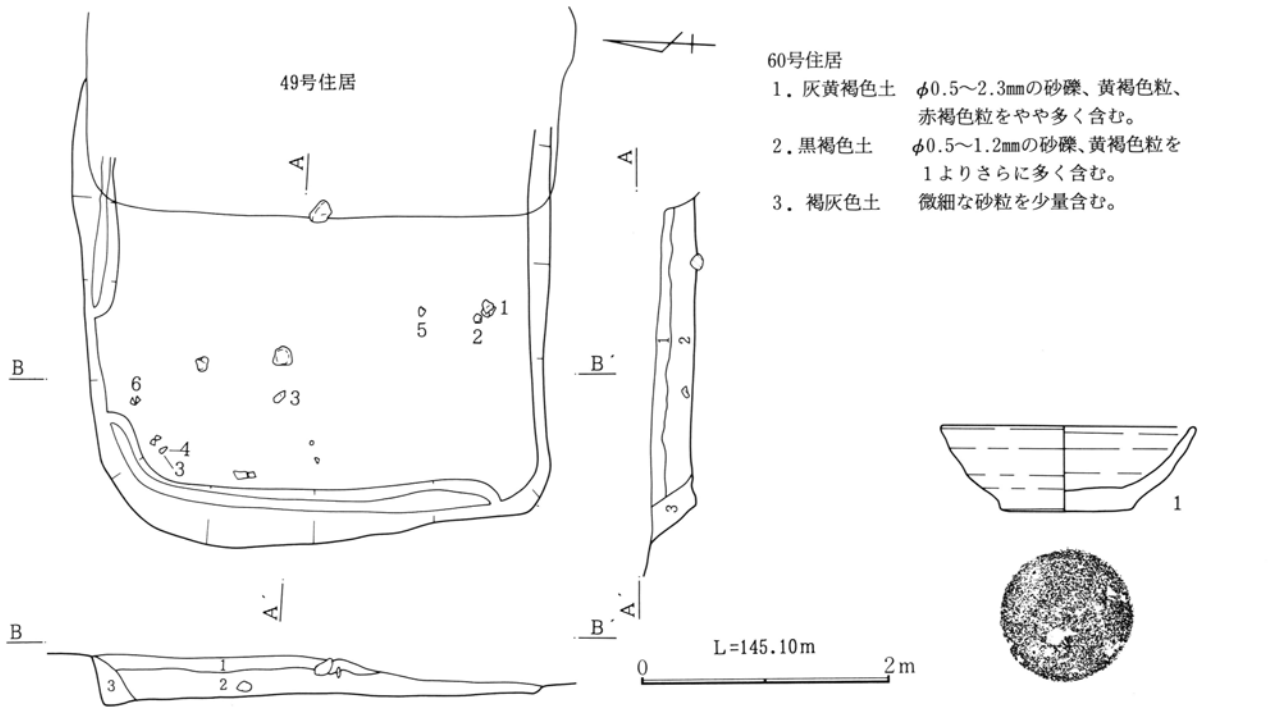 49号住居
60号住居
1. 灰黄褐色土 φ0.5～2.3㎜の砂礫、黄褐色粒、
赤褐色粒をやや多く含む。
2. 黒褐色土 φ0.5～1.2㎜の砂礫、黄褐色粒を
1よりさらに多く含む。
3. 褐灰色土 微細な砂粒を少量含む。
A
A
1
5
2
B
B´
6
3
4
3
1
2
3
1
A´
A´
B
B´
1
2
3
L=145.10m
0
2m